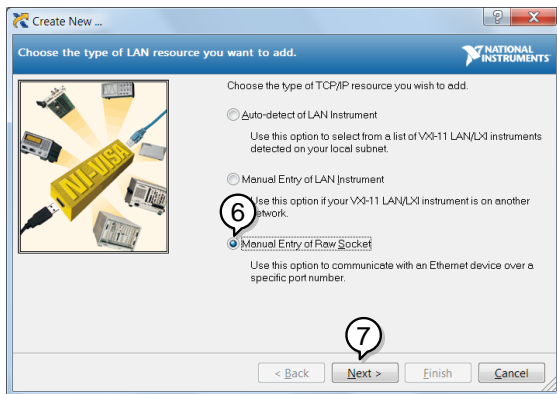 Create New ...
Choose the type of LAN resource you want to add.
NATIONAL
INSTRUMENTS
NI-VISA
Choose the type of TCP/IP resource you wish to add.
Auto-detect of LAN Instrument
Use this option to select from a list of VXI-11 LAN/LXI instruments
detected on your local subnet.
Manual Entry of LAN Instrument
Use this option if your VXI-11 LAN/LXI instrument is on another
network.
6
Manual Entry of Raw Socket
Use this option to communicate with an Ethernet device over a
specific port number.
7
< Back
Next >
Finish
Cancel